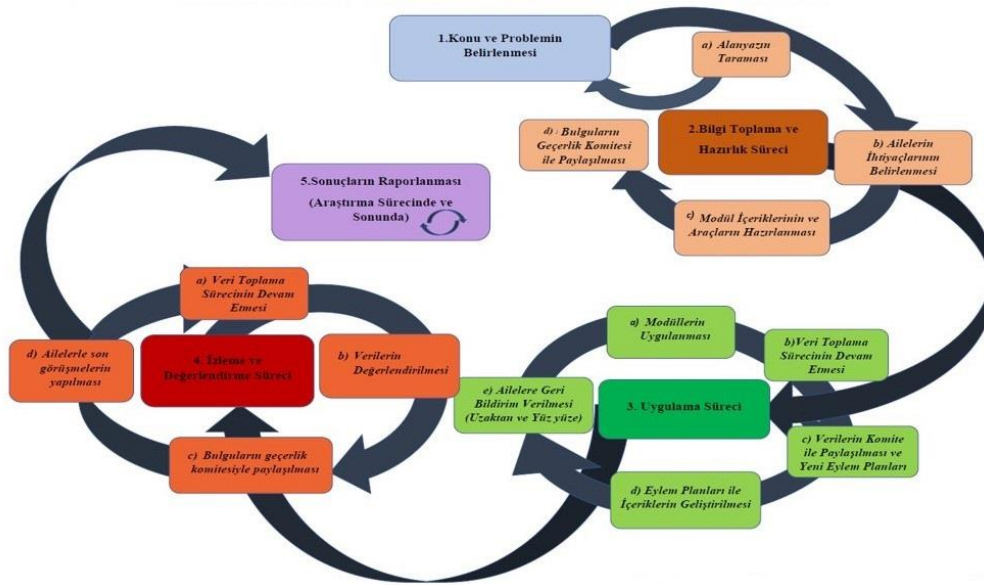 1.Konu ve Problemin
Belirlenmesi
a) Alanyazın
Taraması
2.Bilgi Toplama ve
Hazırlık Süreci
b) Ailelerin
İhtiyaçlarının
Belirlenmesi
c) Modül İçeriklerinin ve
Araçların Hazırlanması
d) Bulguların
Geçerlik Komitesi
ile Paylaşılması
3. Uygulama Süreci
a) Modüllerin
Uygulanması
b)Veri Toplama
Sürecinin Devam
Etmesi
c) Verilerin Komite
ile Paylaşılması ve
Yeni Eylem Planları
d) Eylem Planları ile
İçeriklerin Geliştirilmesi
e) Ailelere Geri
Bildirim Verilmesi
(Uzaktan ve Yüz yüze)
4. İzleme ve
Değerlendirme Süreci
a) Veri Toplama
Sürecinin Devam
Etmesi
b) Verilerin
Değerlendirilmesi
c) Bulguların geçerlik
komitesiyle paylaşılması
d) Ailelerle son
görüşmelerin
yapılması
5.Sonuçların Raporlanması
(Araştırma Sürecinde ve
Sonunda)